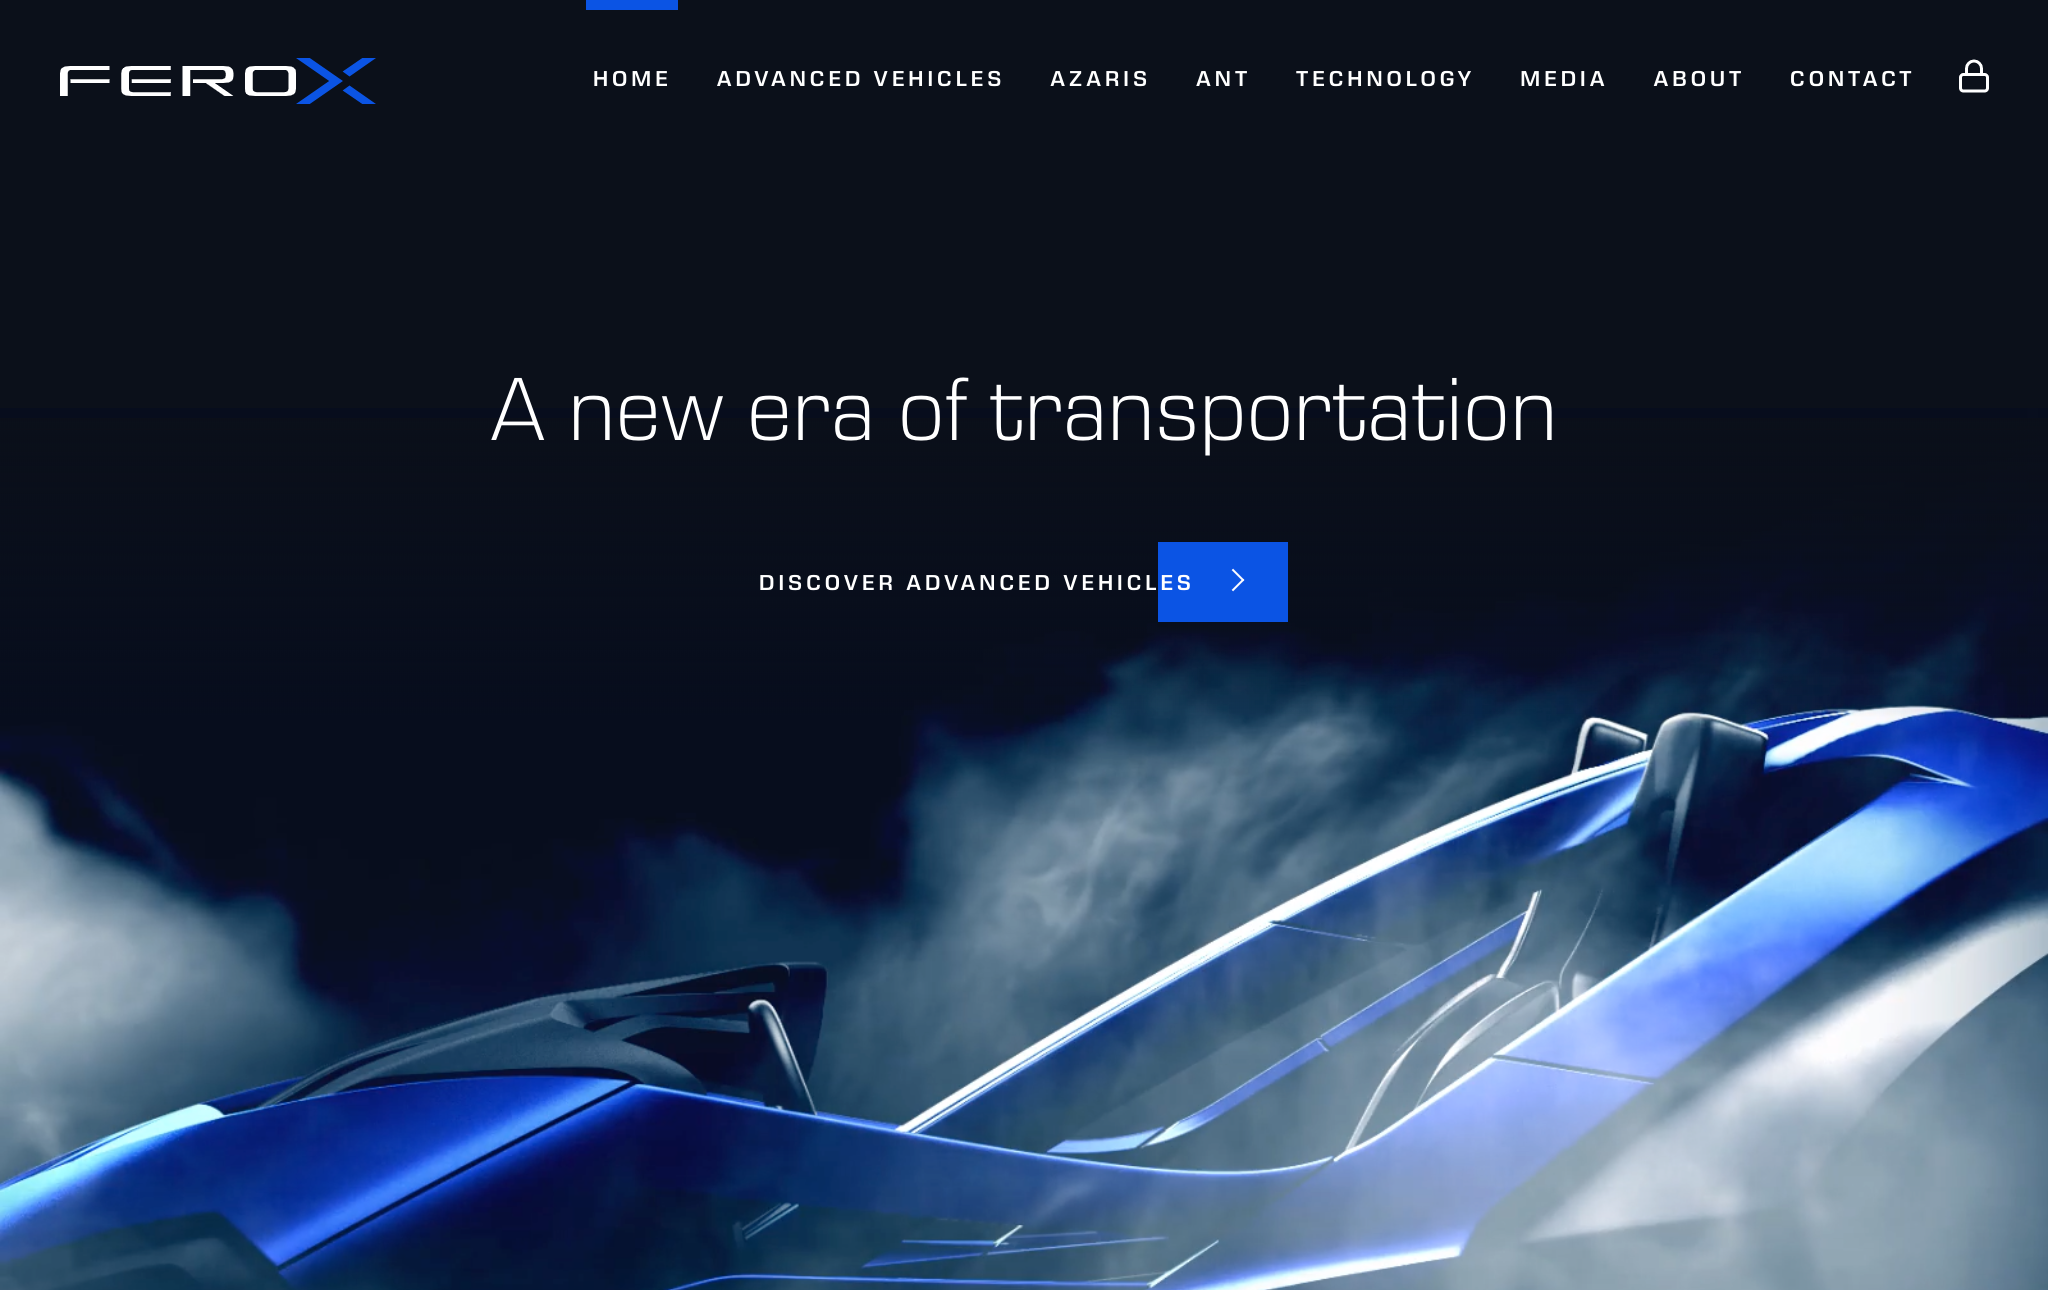 FEROX
HOME ADVANCED VEHICLES AZARIS ANT TECHNOLOGY MEDIA ABOUT CONTACT
A new era of transportation
DISCOVER ADVANCED VEHICLES